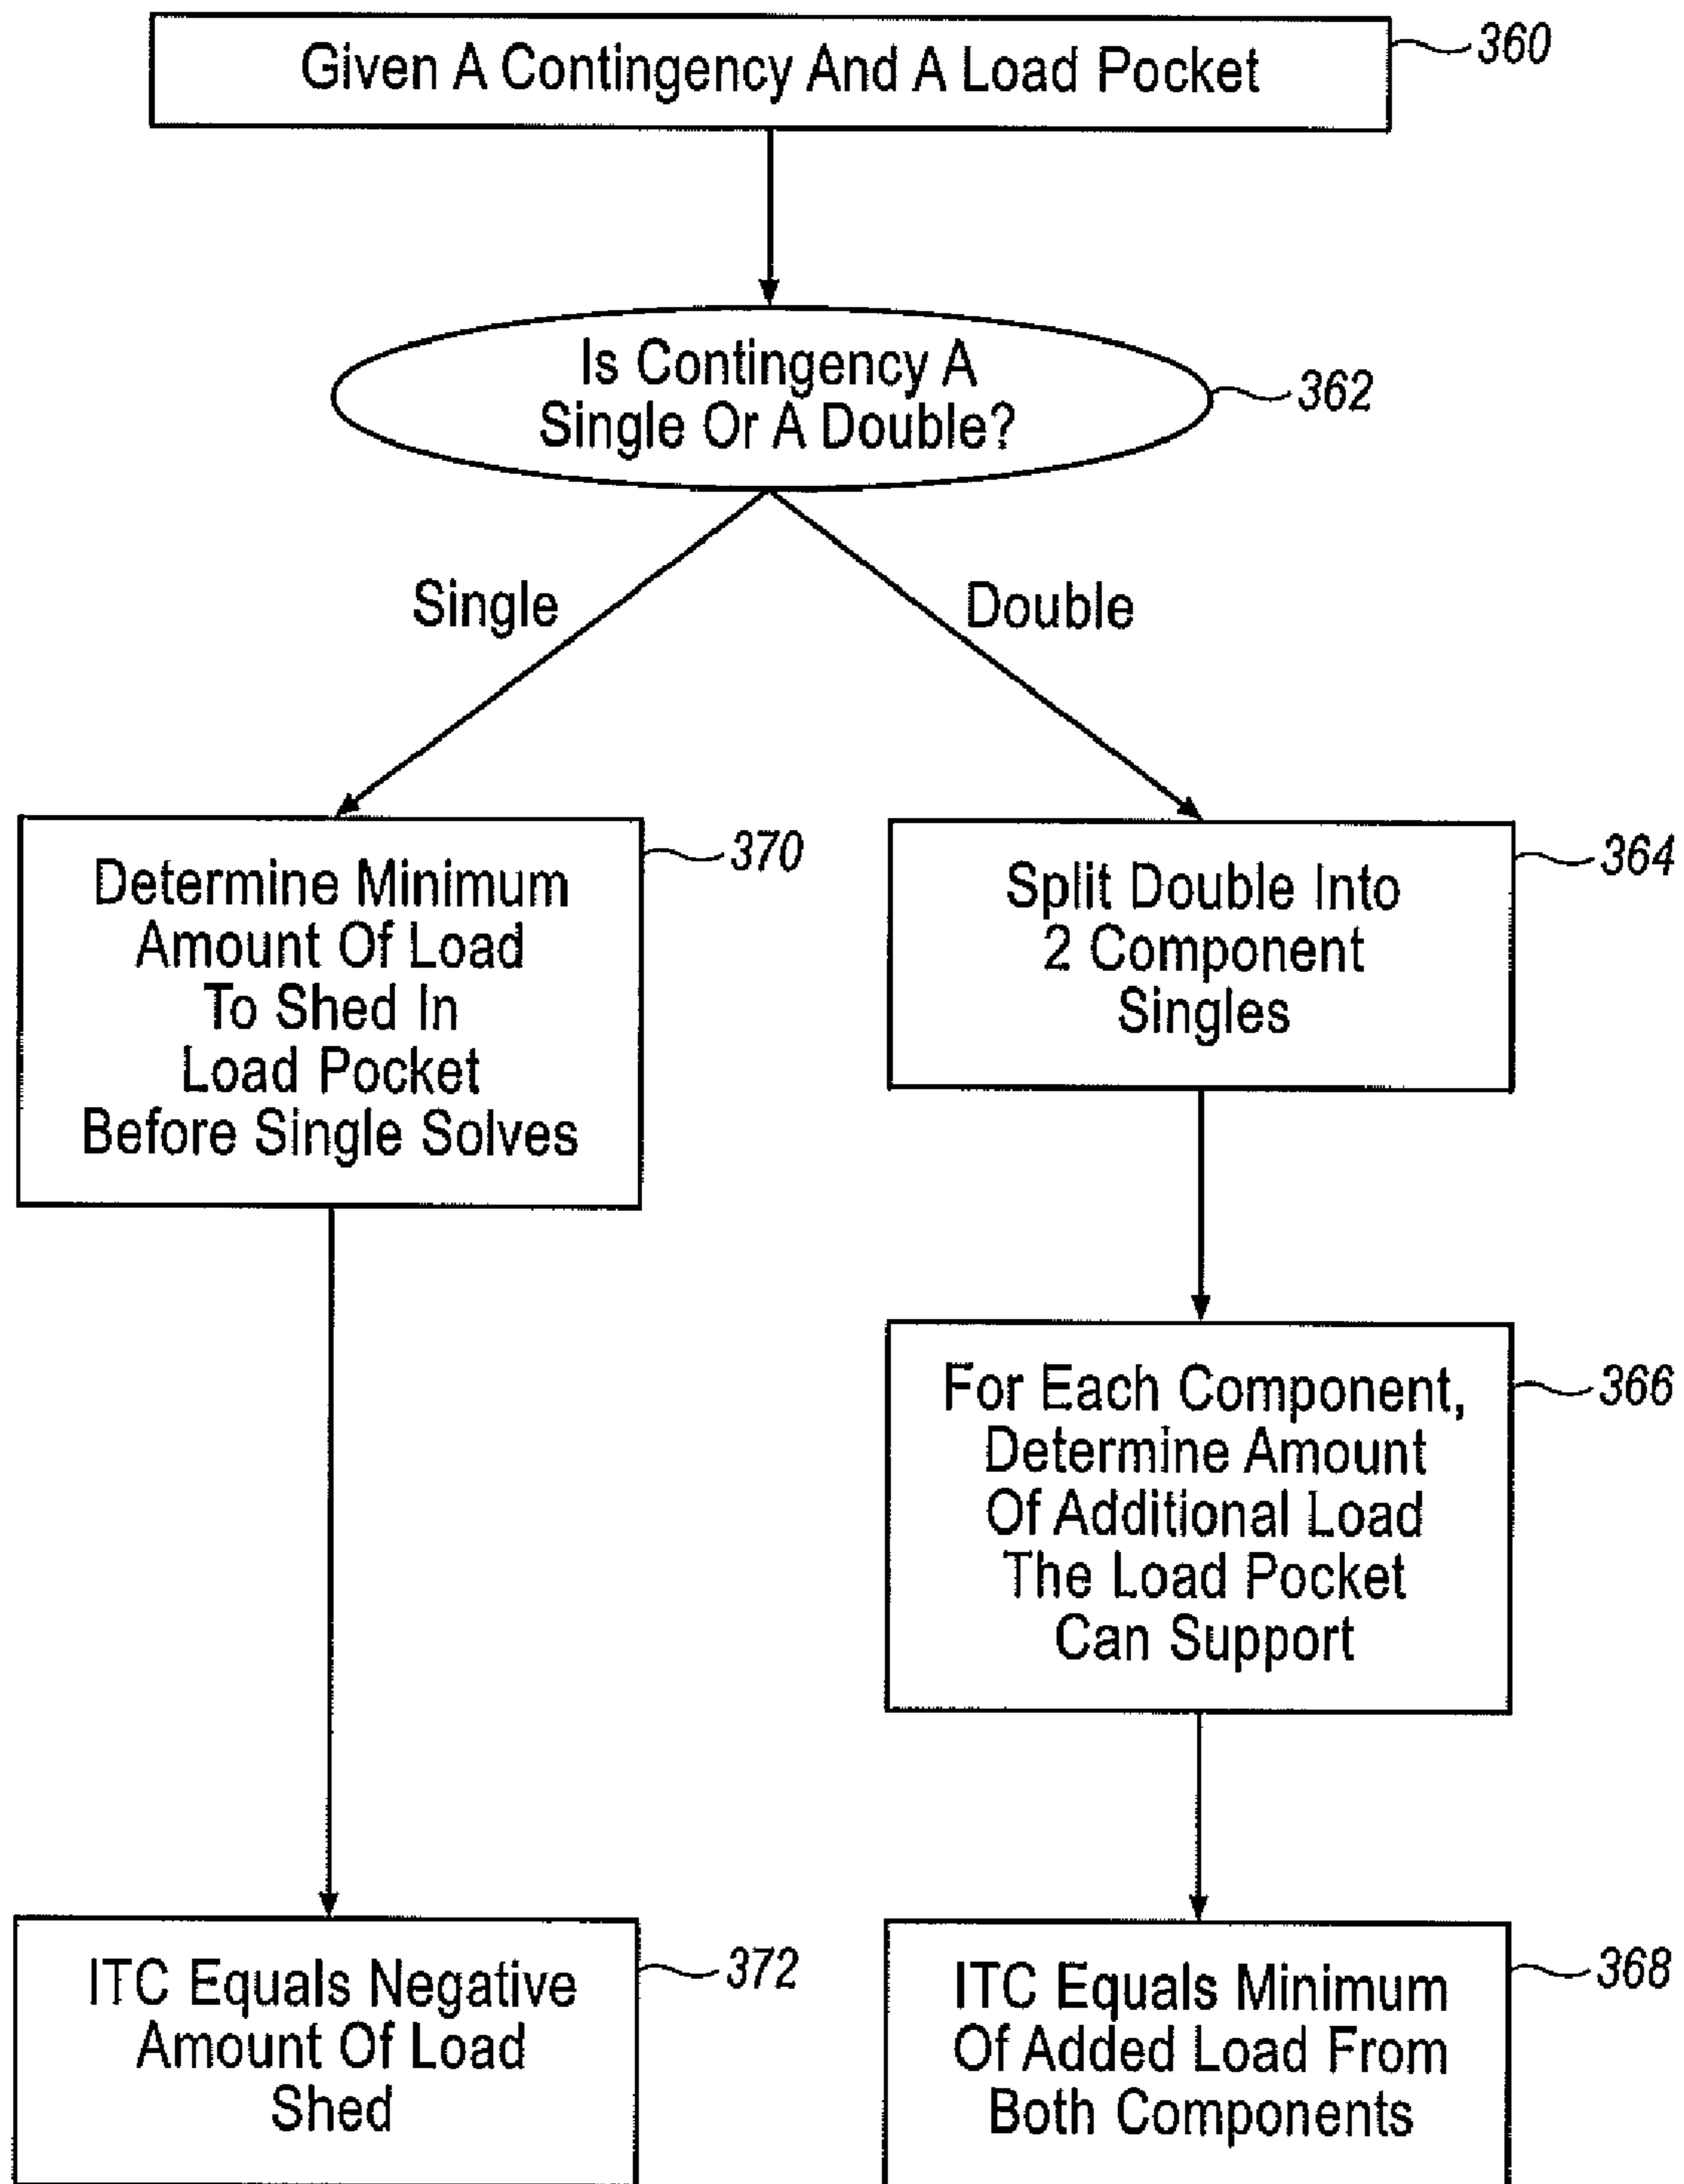 Given A Contingency And A Load Pocket
360
Is Contingency A
Single Or A Double?
362
Single
Double
Determine Minimum
Amount Of Load
To Shed In
Load Pocket
Before Single Solves
370
Split Double Into
2 Component
Singles
364
For Each Component,
Determine Amount
Of Additional Load
The Load Pocket
Can Support
366
ITC Equals Negative
Amount Of Load
Shed
372
ITC Equals Minimum
Of Added Load From
Both Components
368